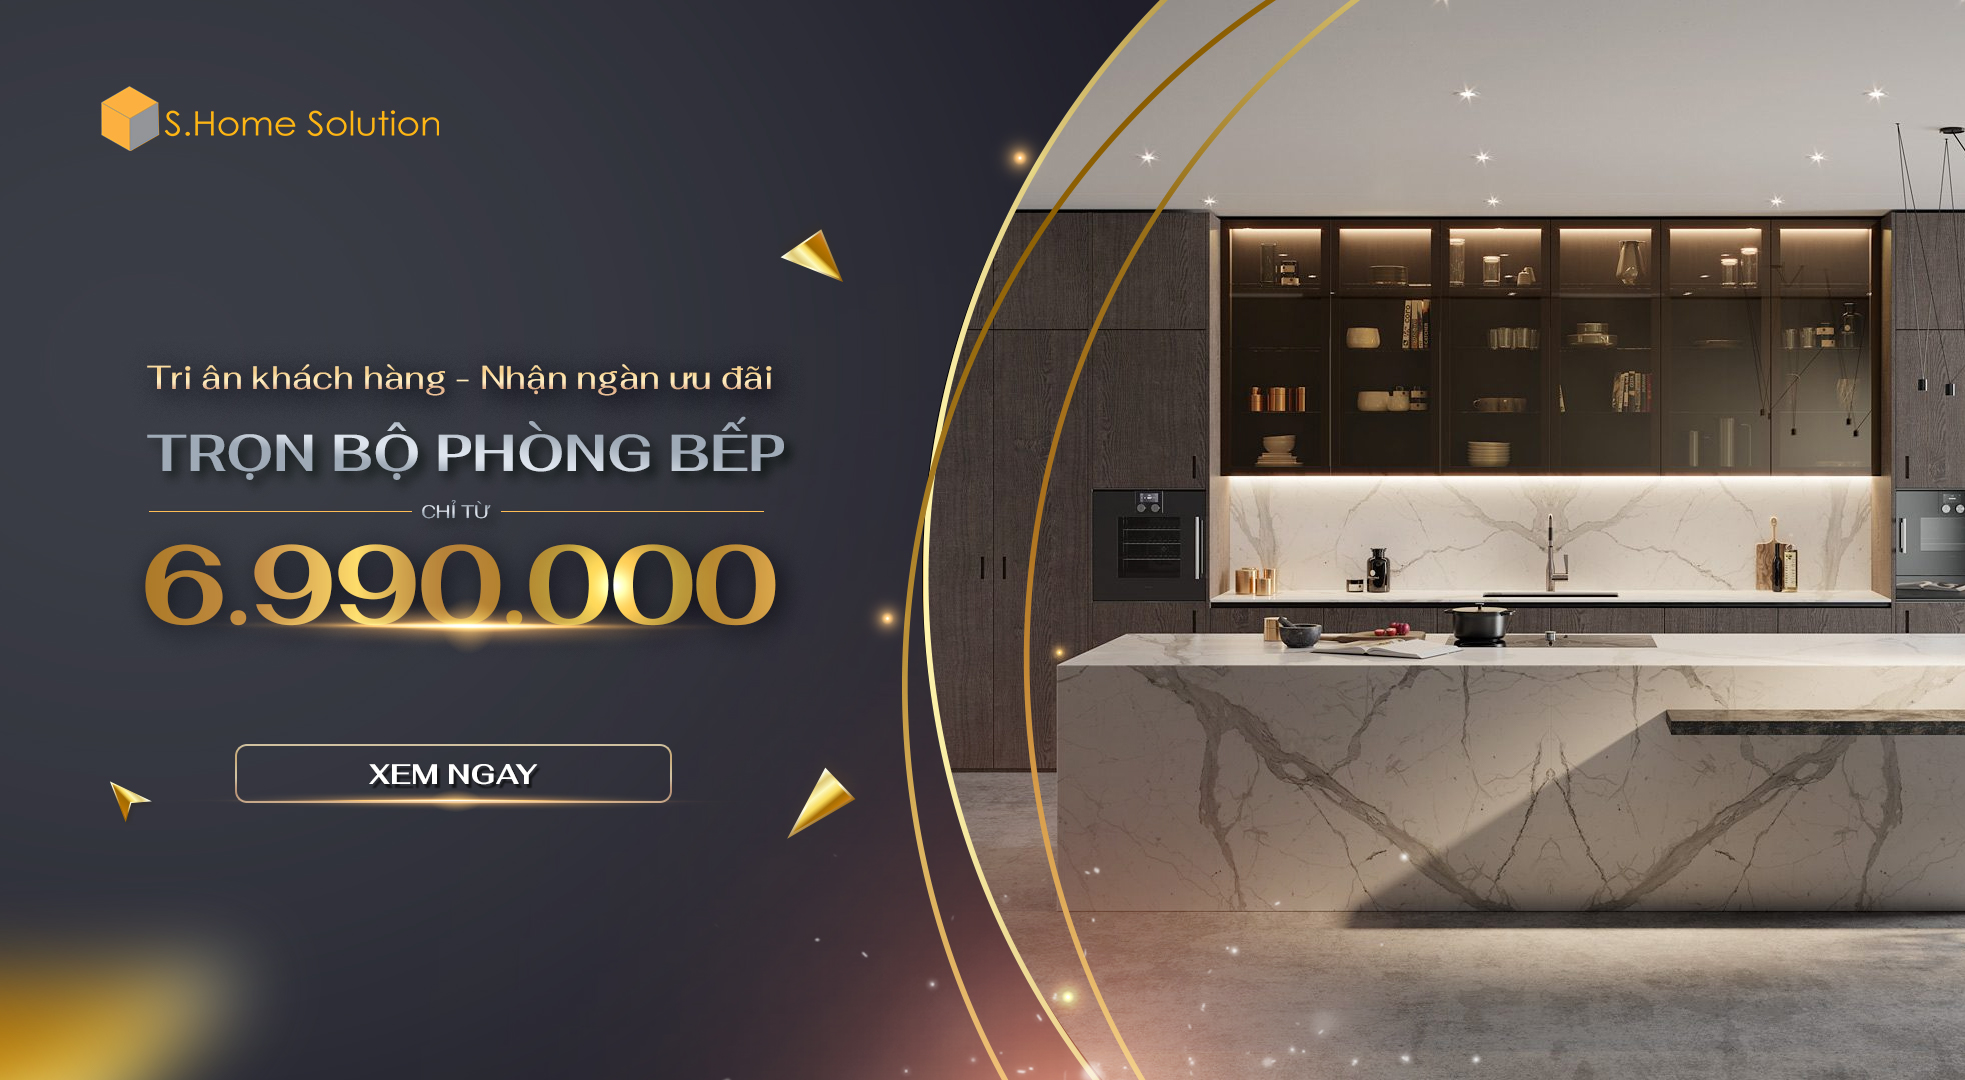 S.Home Solution
Tri ân khách hàng - Nhận ngàn ưu đãi
TRỌN BỘ PHÒNG BẾP
CHỈ TỪ
6.990.000
XEM NGAY